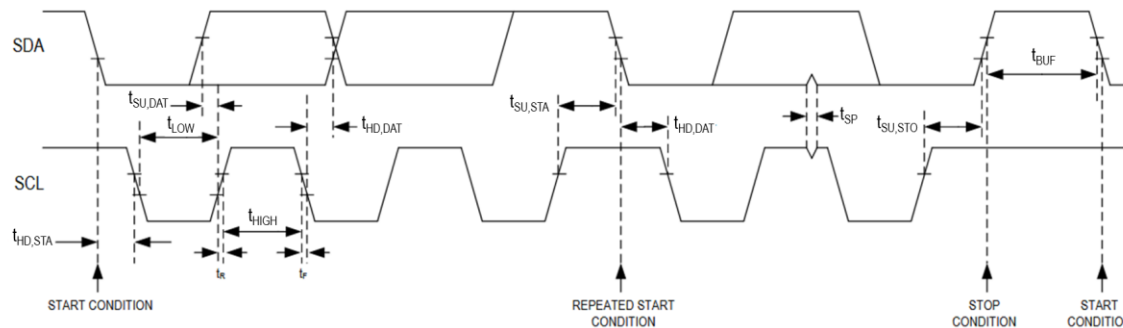 SDA
tSU,DAT
tLOW
tHD,DAT
tSU,STA
tHD,DAT
tSP
tSU,STO
tBUF
SCL
tHIGH
tHD,STA
tR
tF
START CONDITION
REPEATED START
CONDITION
STOP
CONDITION
START
CONDITIO